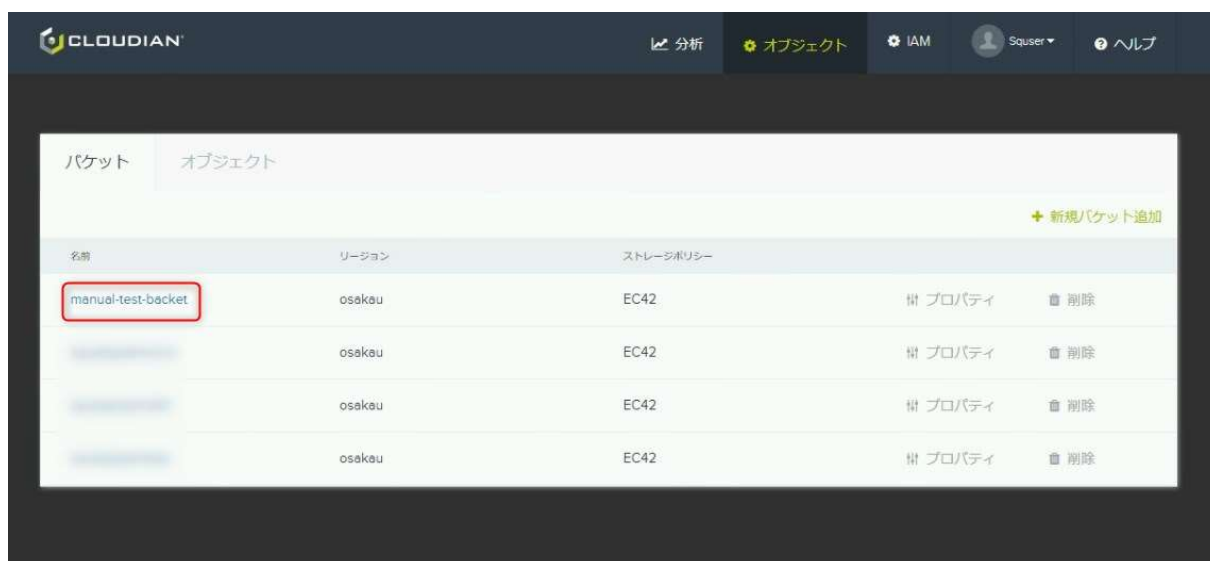 CLOUDIAN 分析 オブジェクト IAM Squser ヘルプ
バケット オブジェクト
+ 新規バケット追加
名前 リージョン ストレージポリシー
manual-test-backet osakau EC42 プロパティ 削除
osakau EC42 プロパティ 削除
osakau EC42 プロパティ 削除
osakau EC42 プロパティ 削除